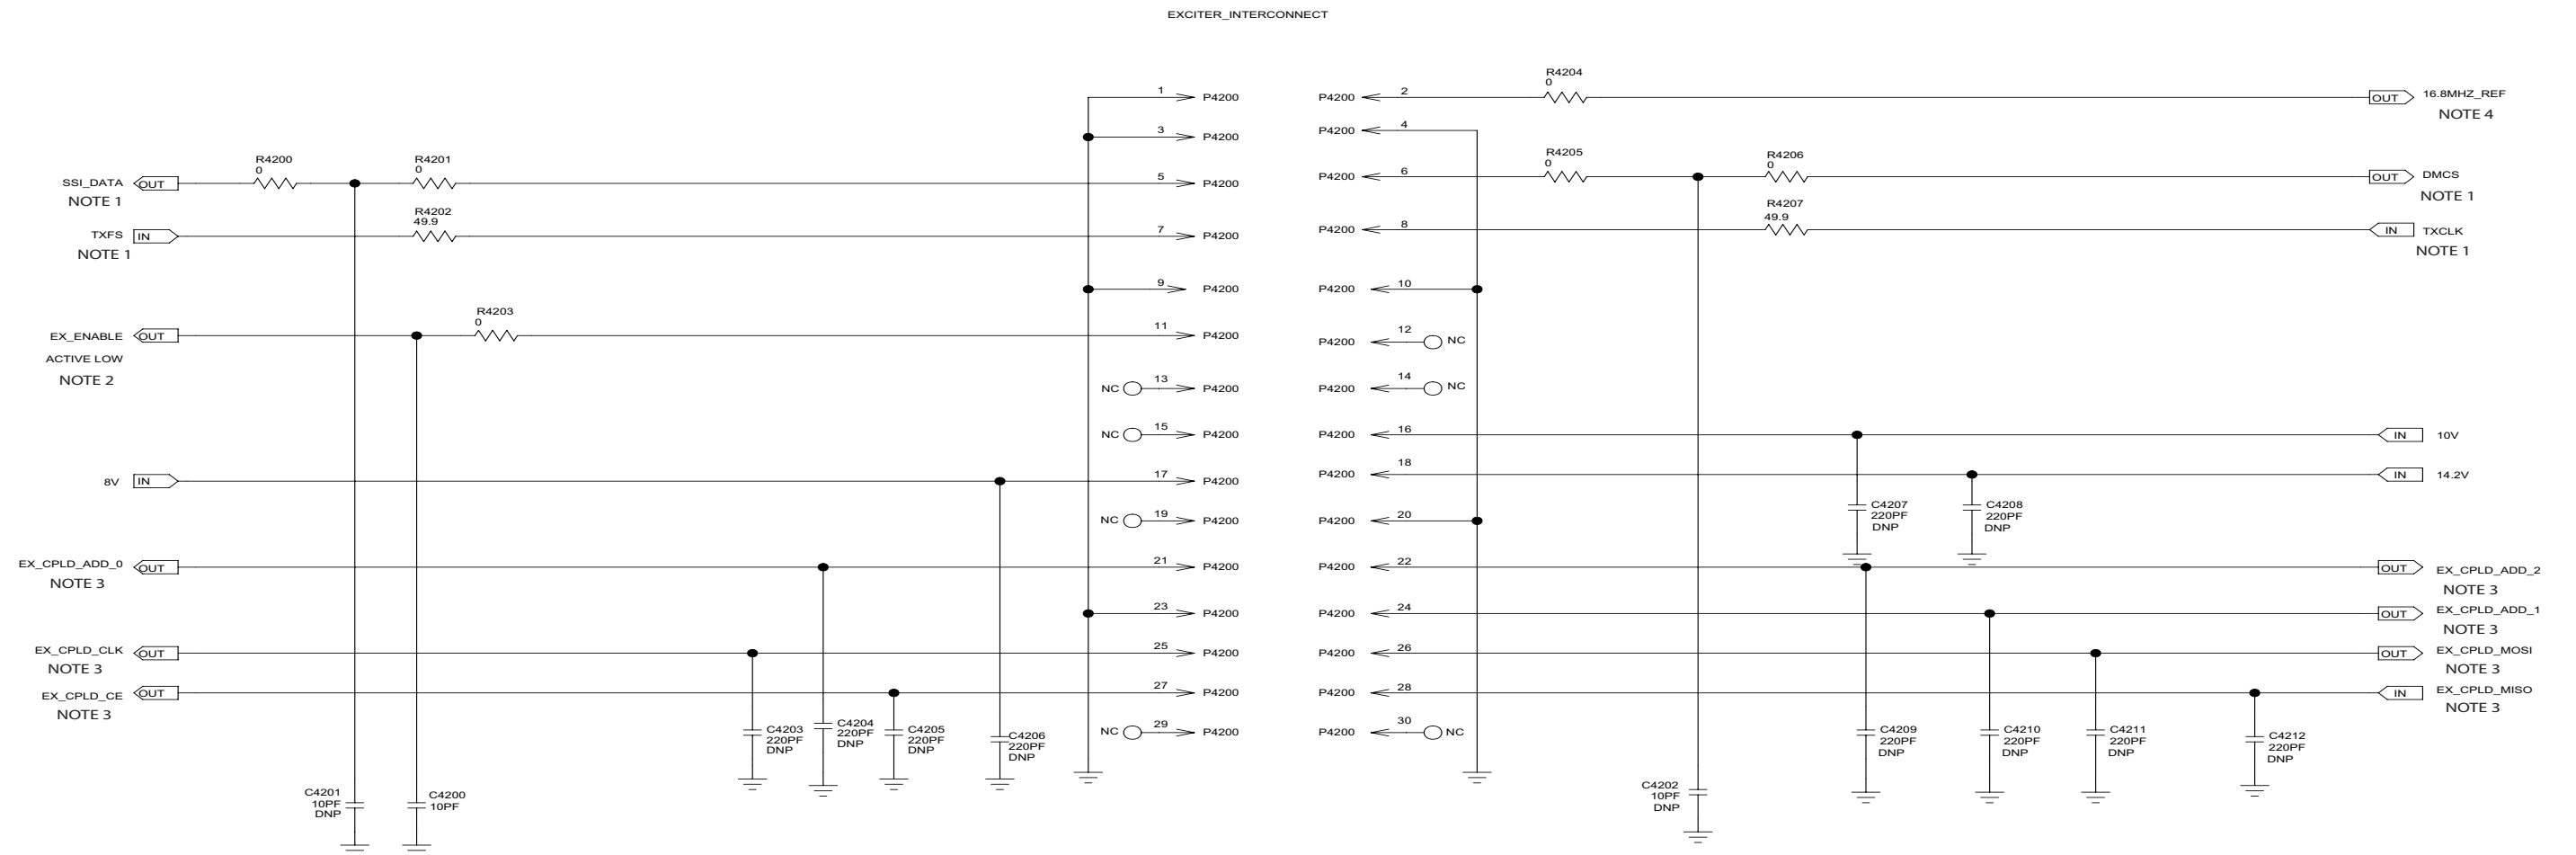 EXCITER_INTERCONNECT
1 P4200
P4200 2
R4204
0
OUT 16.8MHZ_REF
NOTE 4
3 P4200
P4200 4
SSI_DATA OUT
NOTE 1
R4200
0
R4201
0
5 P4200
P4200 6
R4205
0
R4206
0
OUT DMCS
NOTE 1
TXFS IN
NOTE 1
R4202
49.9
7 P4200
P4200 8
R4207
49.9
IN TXCLK
NOTE 1
9 P4200
P4200 10
EX_ENABLE OUT
ACTIVE LOW
NOTE 2
R4203
0
11 P4200
P4200 12 NC
NC 13 P4200
P4200 14 NC
NC 15 P4200
P4200 16
IN 10V
8V IN
17 P4200
P4200 18
IN 14.2V
C4207
220PF
DNP
C4208
220PF
DNP
NC 19 P4200
P4200 20
EX_CPLD_ADD_0 OUT
NOTE 3
21 P4200
P4200 22
OUT EX_CPLD_ADD_2
NOTE 3
23 P4200
P4200 24
OUT EX_CPLD_ADD_1
NOTE 3
EX_CPLD_CLK OUT
NOTE 3
25 P4200
P4200 26
OUT EX_CPLD_MOSI
NOTE 3
EX_CPLD_CE OUT
NOTE 3
27 P4200
P4200 28
IN EX_CPLD_MISO
NOTE 3
NC 29 P4200
P4200 30 NC
C4203
220PF
DNP
C4204
220PF
DNP
C4205
220PF
DNP
C4206
220PF
DNP
C4209
220PF
DNP
C4210
220PF
DNP
C4211
220PF
DNP
C4212
220PF
DNP
C4201
10PF
DNP
C4200
10PF
C4202
10PF
DNP